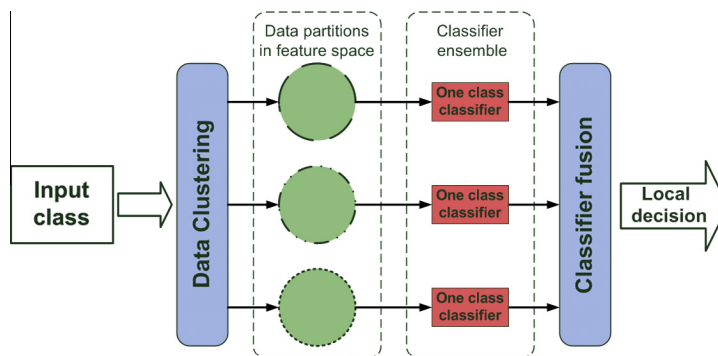 Data partitions
in feature space
Classifier
ensemble
Input
class
Data Clustering
One class
classifier
One class
classifier
One class
classifier
Classifier fusion
Local
decision